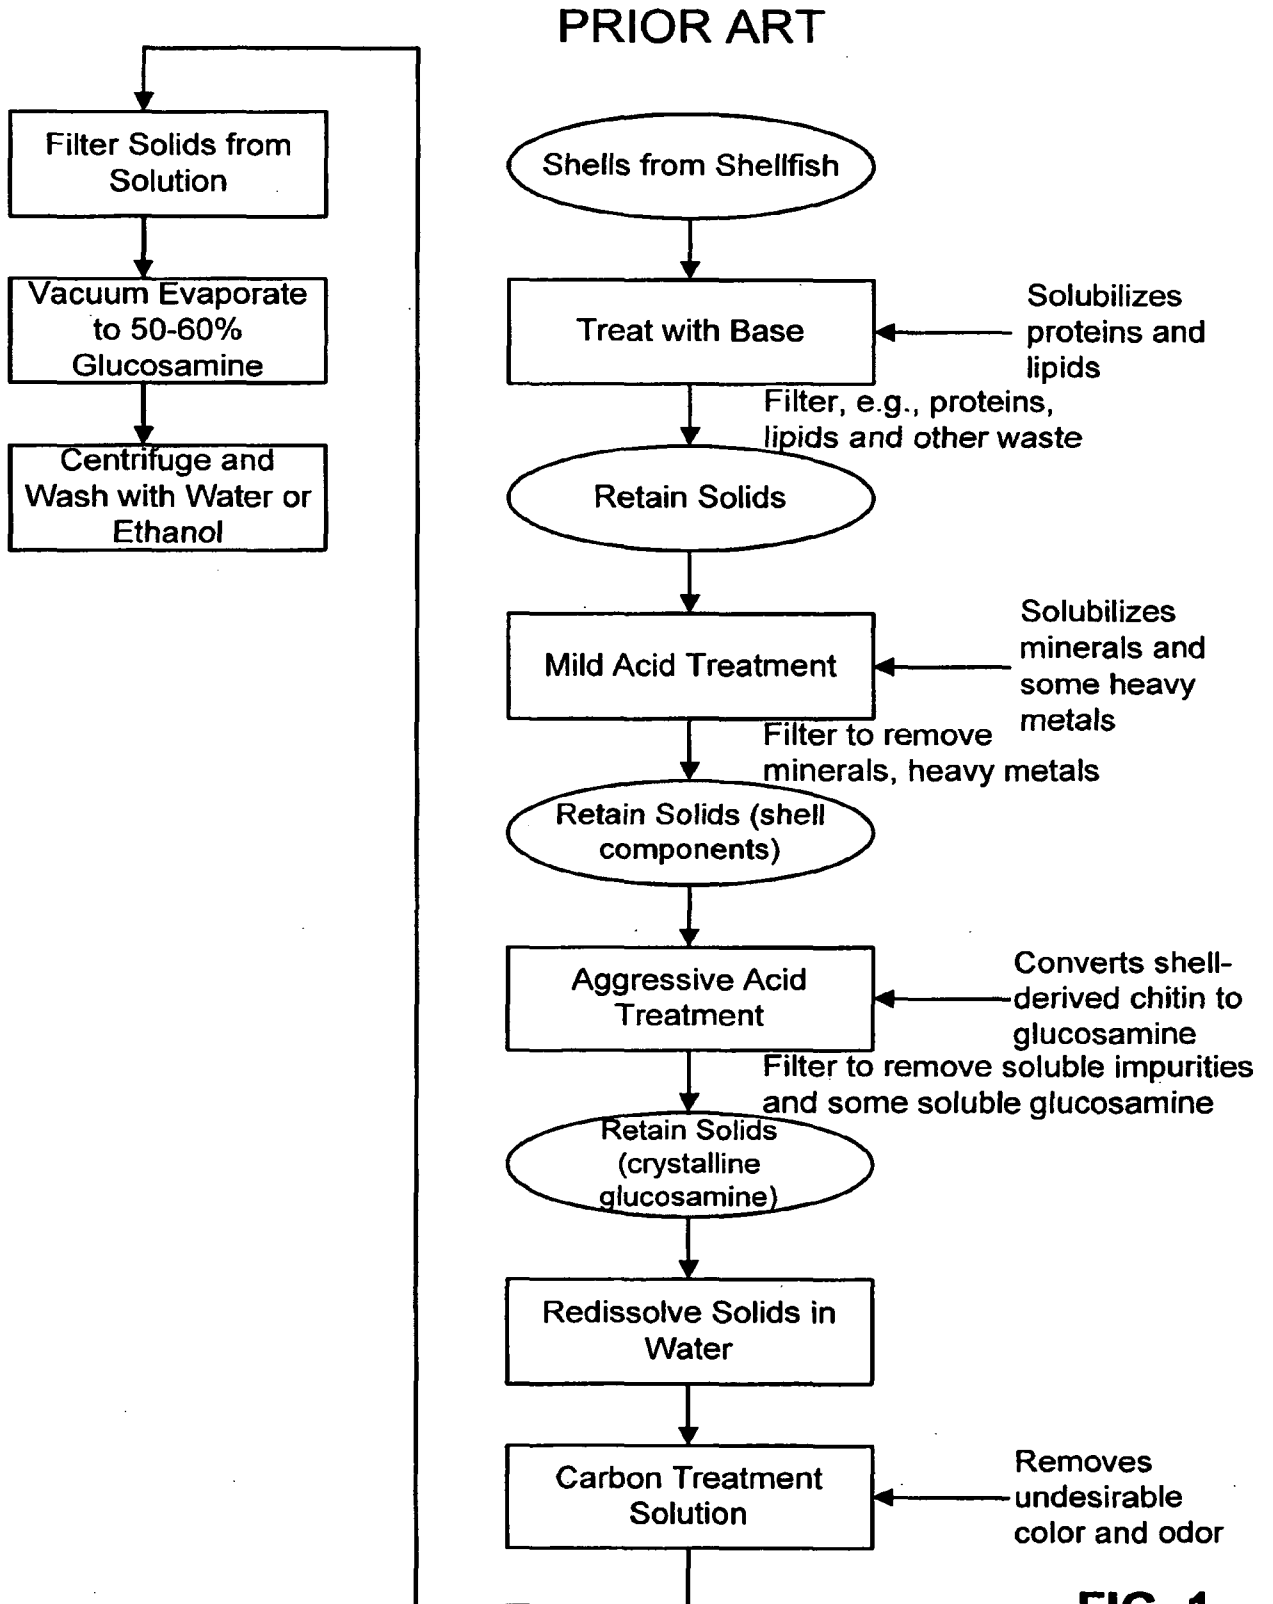 PRIOR ART
Shells from Shellfish
Treat with Base
Solubilizes
proteins and
lipids
Filter, e.g., proteins,
lipids and other waste
Retain Solids
Mild Acid Treatment
Solubilizes
minerals and
some heavy
metals
Filter to remove
minerals, heavy metals
Retain Solids (shell
components)
Aggressive Acid
Treatment
Converts shell-
derived chitin to
glucosamine
Filter to remove soluble impurities
and some soluble glucosamine
Retain Solids
(crystalline
glucosamine)
Redissolve Solids in
Water
Carbon Treatment
Solution
Removes
undesirable
color and odor
Filter Solids from
Solution
Vacuum Evaporate
to 50-60%
Glucosamine
Centrifuge and
Wash with Water or
Ethanol
FIG. 1